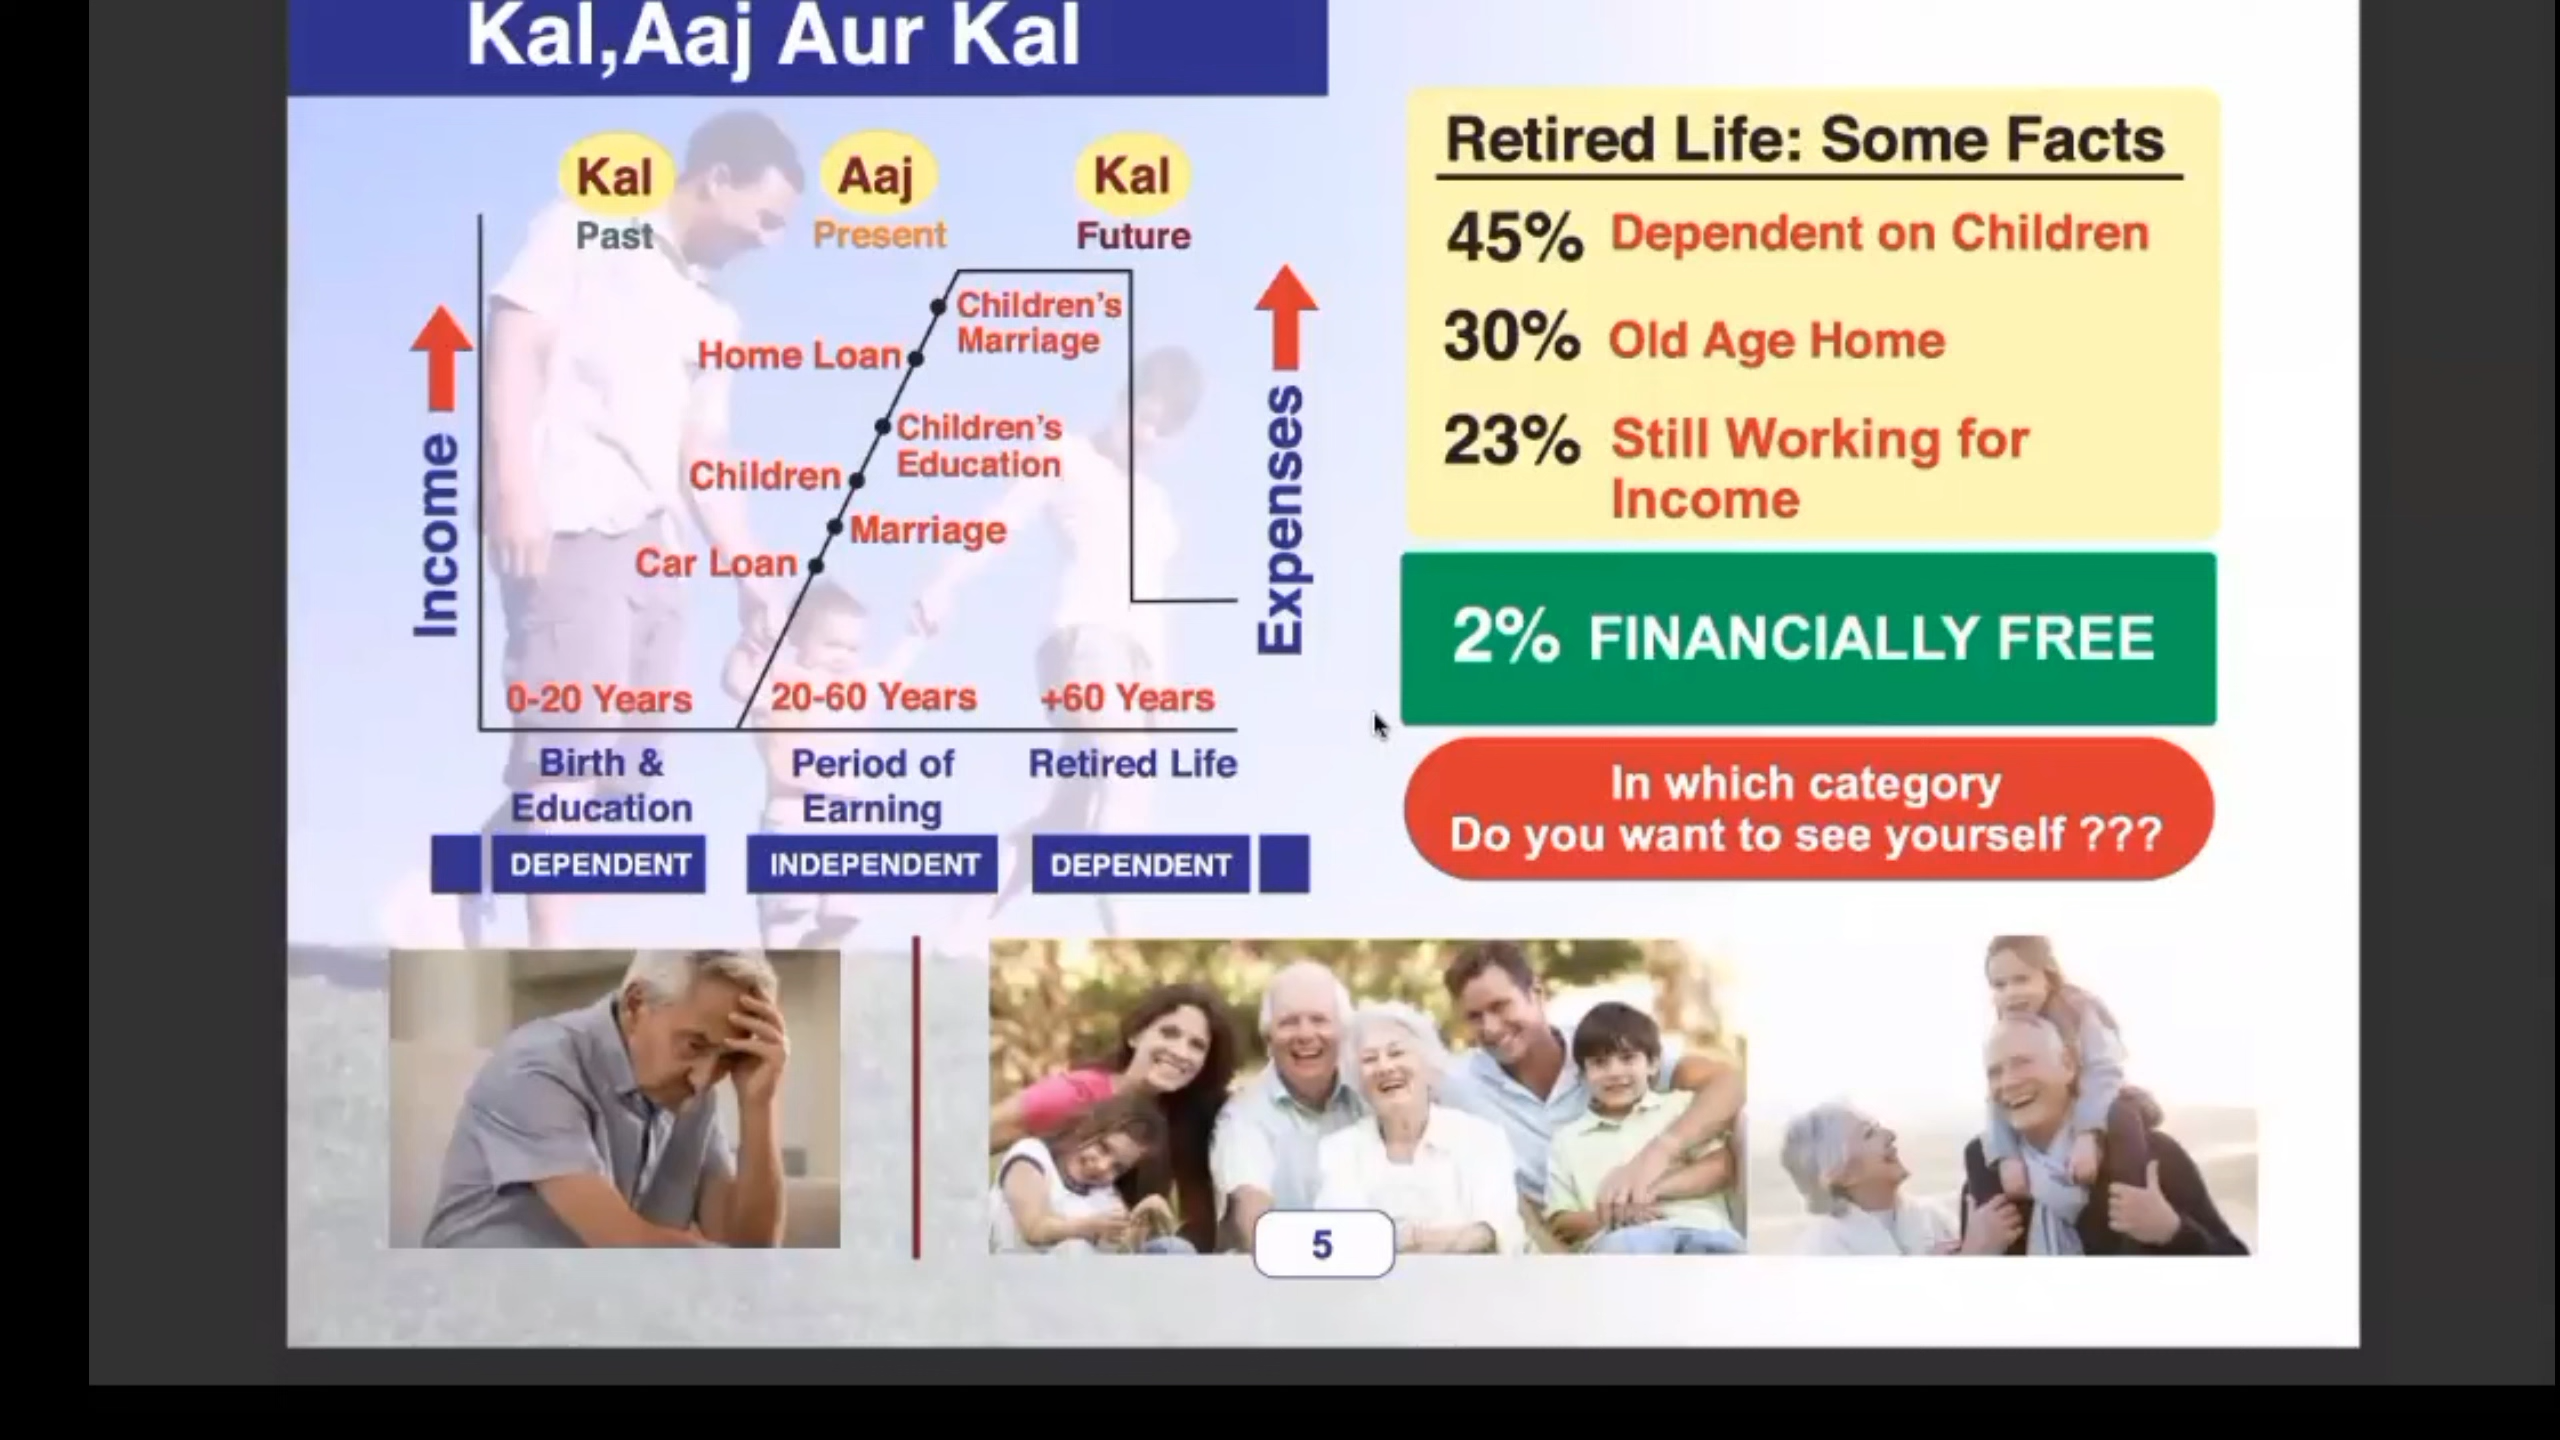 Kal,Aaj Aur Kal
Kal
Past
Aaj
Present
Kal
Future
Income
Expenses
Children's
Marriage
Home Loan
Children's
Education
Children
Marriage
Car Loan
0-20 Years
20-60 Years
+60 Years
Birth &
Education
Period of
Earning
Retired Life
DEPENDENT
INDEPENDENT
DEPENDENT
Retired Life: Some Facts
45% Dependent on Children
30% Old Age Home
23% Still Working for
Income
2% FINANCIALLY FREE
In which category
Do you want to see yourself ???
5